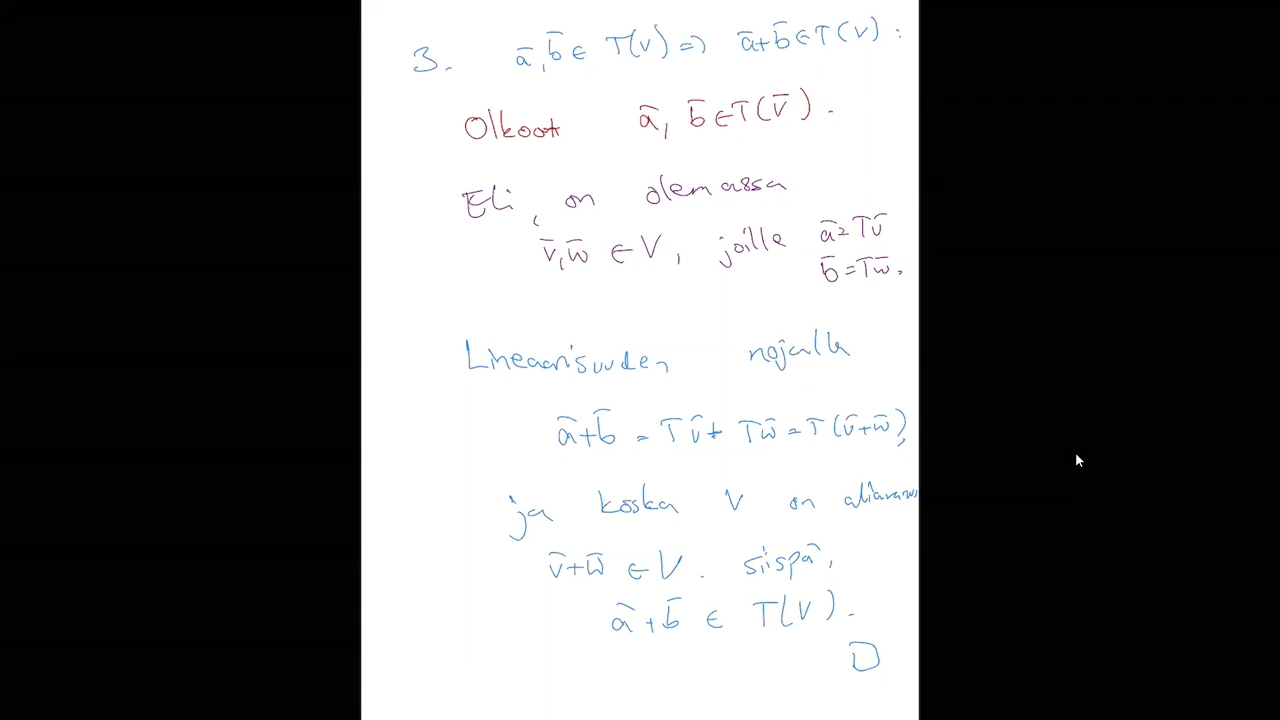 3. ā, b̄ ∈ T(V) ⇒ ā+b̄ ∈ T(V) :
Olkoot ā, b̄ ∈ T(V̄).
Eli, on olemassa
v̄, w̄ ∈ V, joille ā = Tv̄
b̄ = Tw̄.
Lineaarisuuden nojalla
ā+b̄ = Tv̄ + Tw̄ = T(v̄+w̄),
ja koska V on aliavaru
v̄+w̄ ∈ V. siispä,
ā+b̄ ∈ T(V).
□